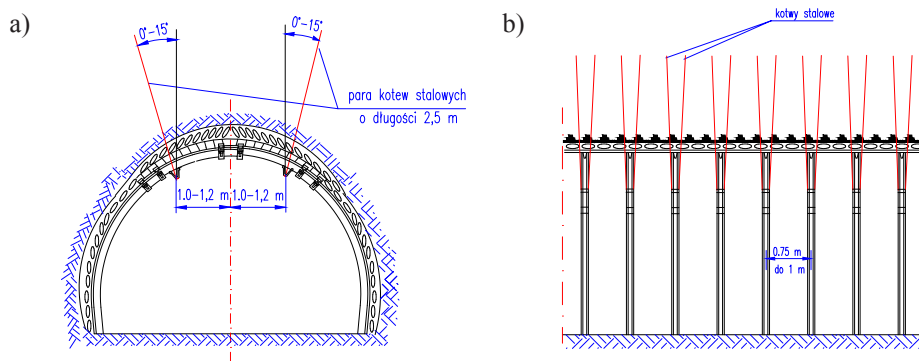 a)
0°-15°
0°-15°
para kotew stalowych
o długości 2,5 m
1.0-1,2 m
1.0-1,2 m
b)
kotwy stalowe
0.75 m
do 1 m